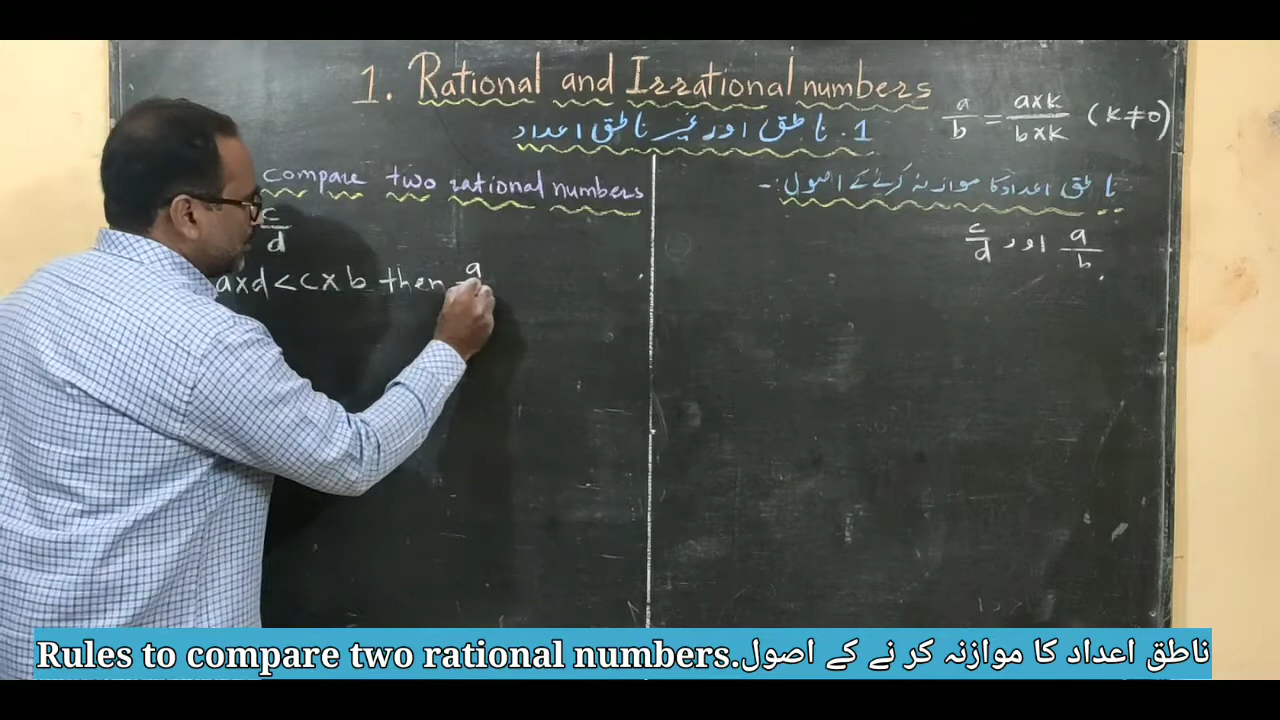 1. Rational and Irrational numbers
1. ناطق اور غیر ناطق اعداد
a/b = a×k/b×k (k≠0)
compare two rational numbers
c/d
a×d<c×b then a
ناطق اعداد کا موازنہ کرنے کے اصول :-
a/b اور c/d
Rules to compare two rational numbers.ناطق اعداد کا موازنہ کر نے کے اصول